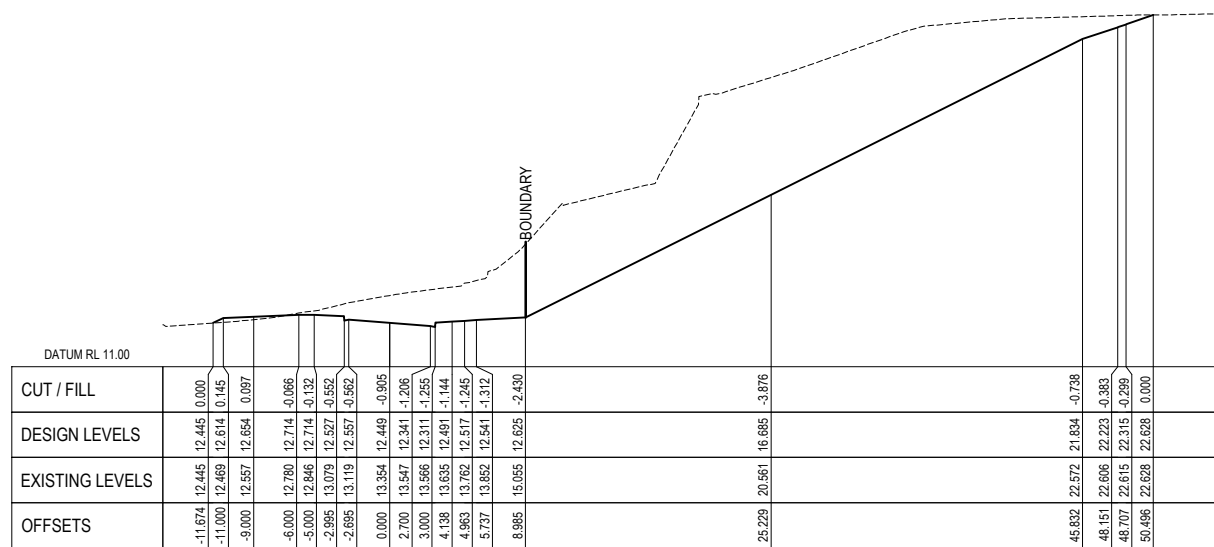 BOUNDARY
DATUM RL 11.00
CUT / FILL 0.000 0.145 0.097 -0.066 -0.132 -0.552 -0.562 -0.905 -1.206 -1.255 -1.144 -1.245 -1.312 -2.430 -3.876 -0.738 -0.383 -0.299 0.000
DESIGN LEVELS 12.445 12.614 12.654 12.714 12.714 12.527 12.557 12.449 12.341 12.311 12.491 12.517 12.541 12.625 16.685 21.834 22.223 22.315 22.628
EXISTING LEVELS 12.445 12.469 12.557 12.780 12.846 13.079 13.119 13.354 13.547 13.566 13.635 13.762 13.852 15.055 20.561 22.572 22.606 22.615 22.628
OFFSETS -11.674 -11.000 -9.000 -6.000 -5.000 -2.995 -2.695 0.000 2.700 3.000 4.138 4.963 5.737 8.985 25.229 45.832 48.151 48.707 50.496